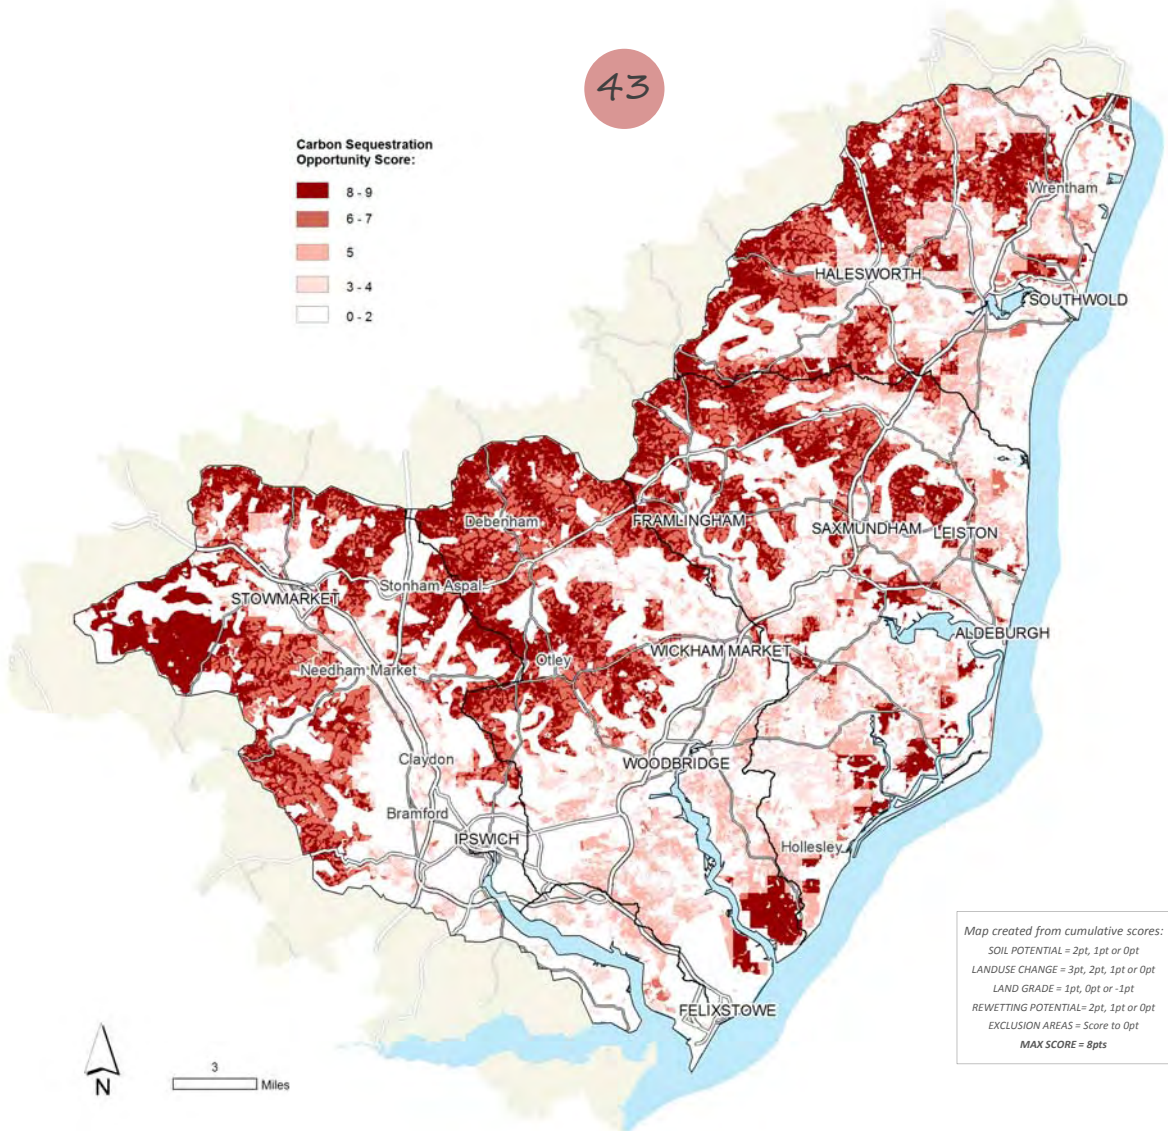 43
Carbon Sequestration
Opportunity Score:
8 - 9
6 - 7
5
3 - 4
0 - 2
Wrentham
HALESWORTH
SOUTHWOLD
Debenham
FRAMLINGHAM
SAXMUNDHAM
LEISTON
Stonham Aspal
STOWMARKET
ALDEBURGH
Needham Market
Otley
WICKHAM MARKET
Claydon
WOODBRIDGE
Bramford
IPSWICH
Hollesley
FELIXSTOWE
Map created from cumulative scores:
SOIL POTENTIAL = 2pt, 1pt or 0pt
LANDUSE CHANGE = 3pt, 2pt, 1pt or 0pt
LAND GRADE = 1pt, 0pt or -1pt
REWETTING POTENTIAL= 2pt, 1pt or 0pt
EXCLUSION AREAS = Score to 0pt
MAX SCORE = 8pts
N
3
Miles